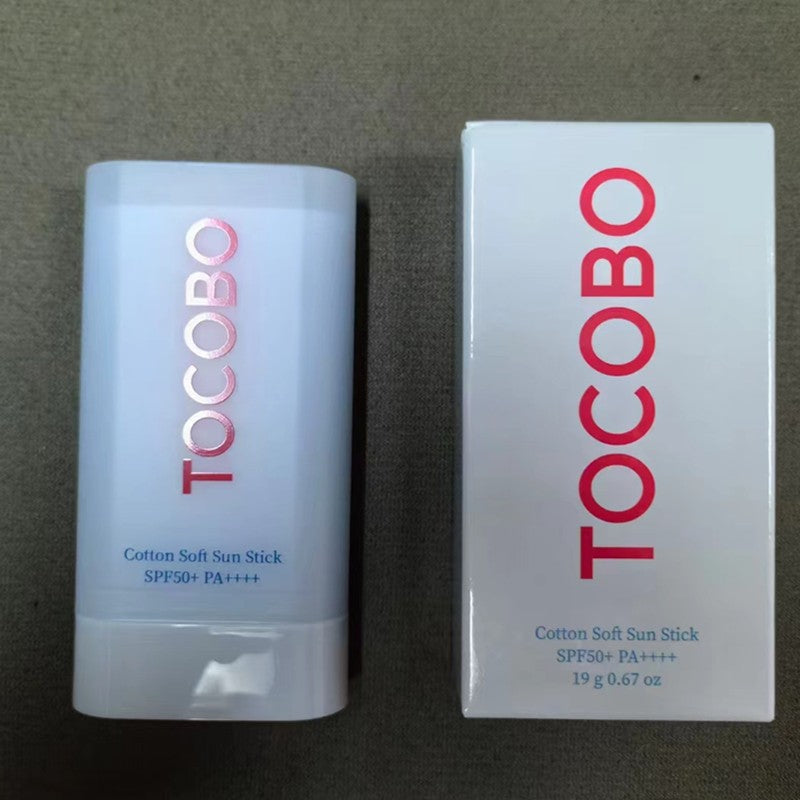 TOCOBO
Cotton Soft Sun Stick
SPF50+ PA++++
TOCOBO
Cotton Soft Sun Stick
SPF50+ PA++++
19 g 0.67 oz